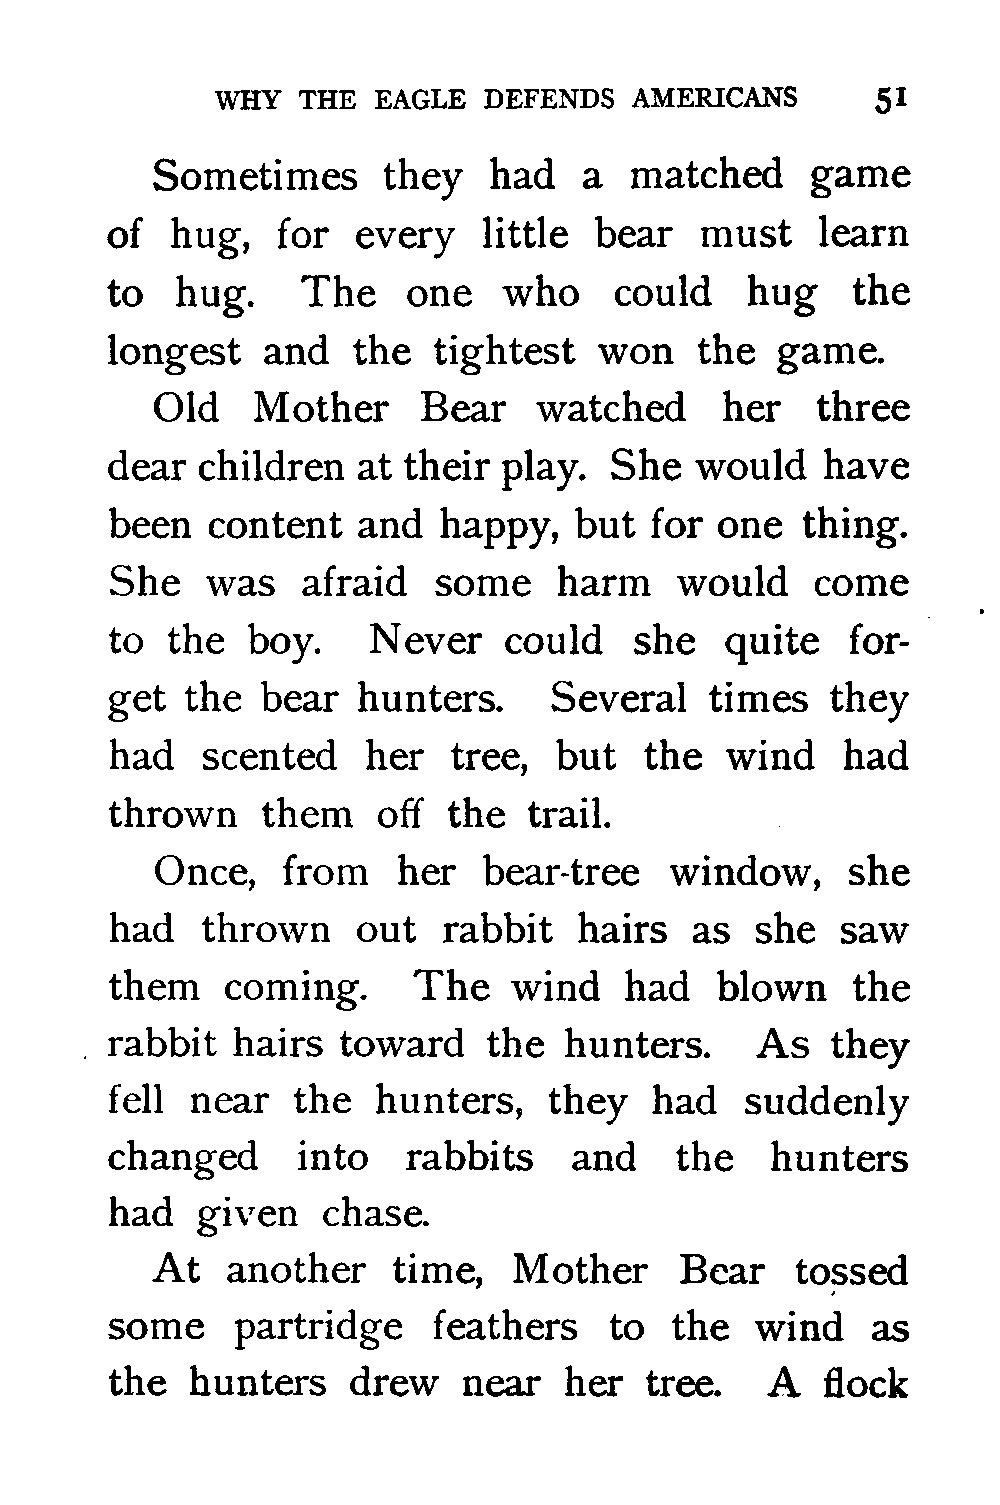 WHY THE EAGLE DEFENDS AMERICANS 51
Sometimes they had a matched game
of hug, for every little bear must learn
to hug. The one who could hug the
longest and the tightest won the game.
Old Mother Bear watched her three
dear children at their play. She would have
been content and happy, but for one thing.
She was afraid some harm would come
to the boy. Never could she quite for-
get the bear hunters. Several times they
had scented her tree, but the wind had
thrown them off the trail.
Once, from her bear-tree window, she
had thrown out rabbit hairs as she saw
them coming. The wind had blown the
rabbit hairs toward the hunters. As they
fell near the hunters, they had suddenly
changed into rabbits and the hunters
had given chase.
At another time, Mother Bear tossed
some partridge feathers to the wind as
the hunters drew near her tree. A flock